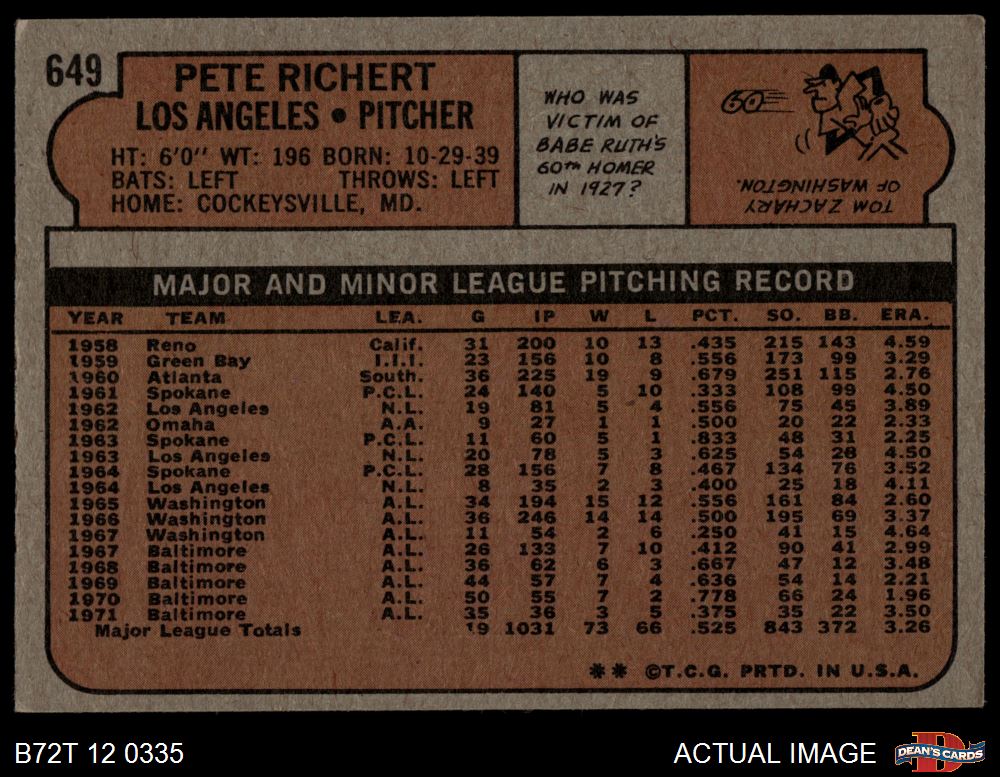 649
PETE RICHERT
LOS ANGELES • PITCHER
HT: 6'0" WT: 196 BORN: 10-29-39
BATS: LEFT THROWS: LEFT
HOME: COCKEYSVILLE, MD.
WHO WAS
VICTIM OF
BABE RUTH'S
60TH HOMER
IN 1927?
60
TOM ZACHARY
OF WASHINGTON.
MAJOR AND MINOR LEAGUE PITCHING RECORD
YEAR TEAM LEA. G IP W L PCT. SO. BB. ERA.
1958 Reno Calif. 31 200 10 13 .435 215 143 4.59
1959 Green Bay I.I.I. 23 156 10 8 .556 173 99 3.29
1960 Atlanta South. 36 225 19 9 .679 251 115 2.76
1961 Spokane P.C.L. 24 140 5 10 .333 108 99 4.50
1962 Los Angeles N.L. 19 81 5 4 .556 75 45 3.89
1962 Omaha A.A. 9 27 1 1 .500 20 22 2.33
1963 Spokane P.C.L. 11 60 5 1 .833 48 31 2.25
1963 Los Angeles N.L. 20 78 5 3 .625 54 28 4.50
1964 Spokane P.C.L. 28 156 7 8 .467 134 76 3.52
1964 Los Angeles N.L. 8 35 2 3 .400 25 18 4.11
1965 Washington A.L. 34 194 15 12 .556 161 84 2.60
1966 Washington A.L. 36 246 14 14 .500 195 69 3.37
1967 Washington A.L. 11 54 2 6 .250 41 15 4.64
1967 Baltimore A.L. 26 133 7 10 .412 90 41 2.99
1968 Baltimore A.L. 36 62 6 3 .667 47 12 3.48
1969 Baltimore A.L. 44 57 7 4 .636 54 14 2.21
1970 Baltimore A.L. 50 55 7 2 .778 66 24 1.96
1971 Baltimore A.L. 35 36 3 5 .375 35 22 3.50
Major League Totals 1031 73 66 .525 843 372 3.26
** ©T.C.G. PRTD. IN U.S.A.
B72T 12 0335
ACTUAL IMAGE
DEAN'S CARDS